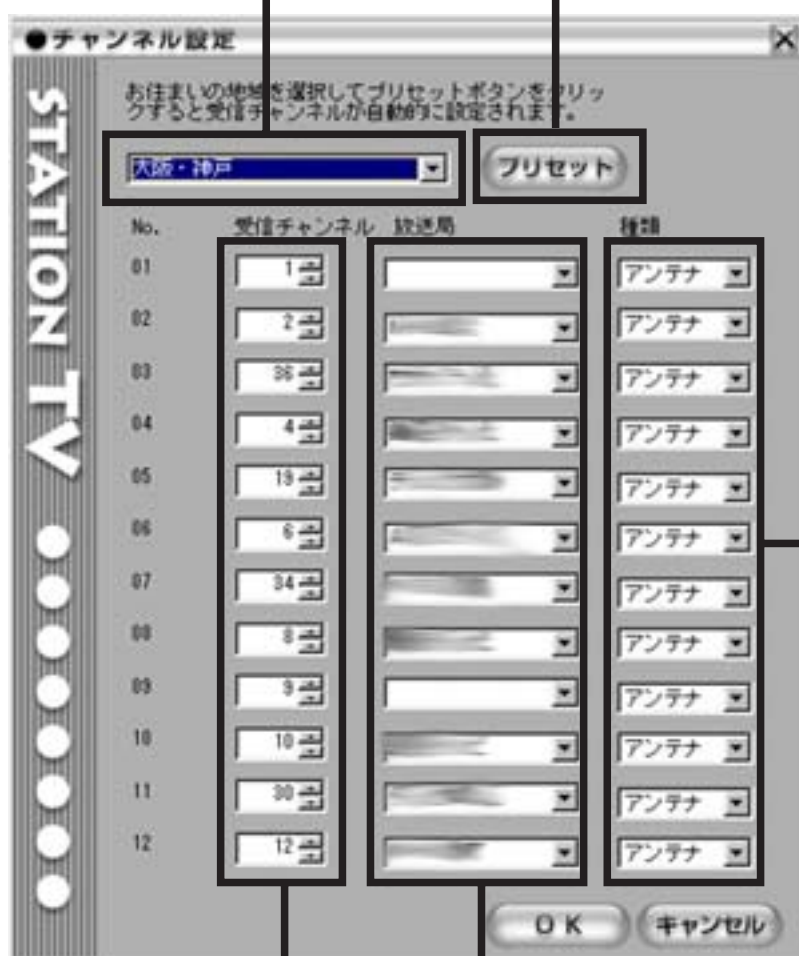 ●チャンネル設定
STATION TV
お住まいの地域を選択してプリセットボタンをクリッ
クすると受信チャンネルが自動的に設定されます。
大阪・神戸 プリセット
No. 受信チャンネル 放送局 種類
01 1 アンテナ
02 2 アンテナ
03 36 アンテナ
04 4 アンテナ
05 19 アンテナ
06 6 アンテナ
07 34 アンテナ
08 8 アンテナ
09 9 アンテナ
10 10 アンテナ
11 30 アンテナ
12 12 アンテナ
OK キャンセル